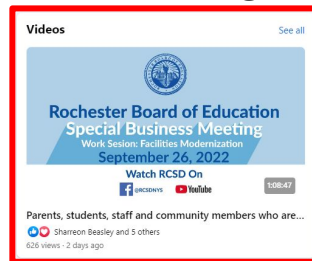 Videos
See all
Rochester Board of Education
Special Business Meeting
Work Sesion: Facilities Modernization
September 26, 2022
Watch RCSD On
@RCSDNYS YouTube
1:08:47
Parents, students, staff and community members who are...
Sharreon Beasley and 5 others
626 views · 2 days ago